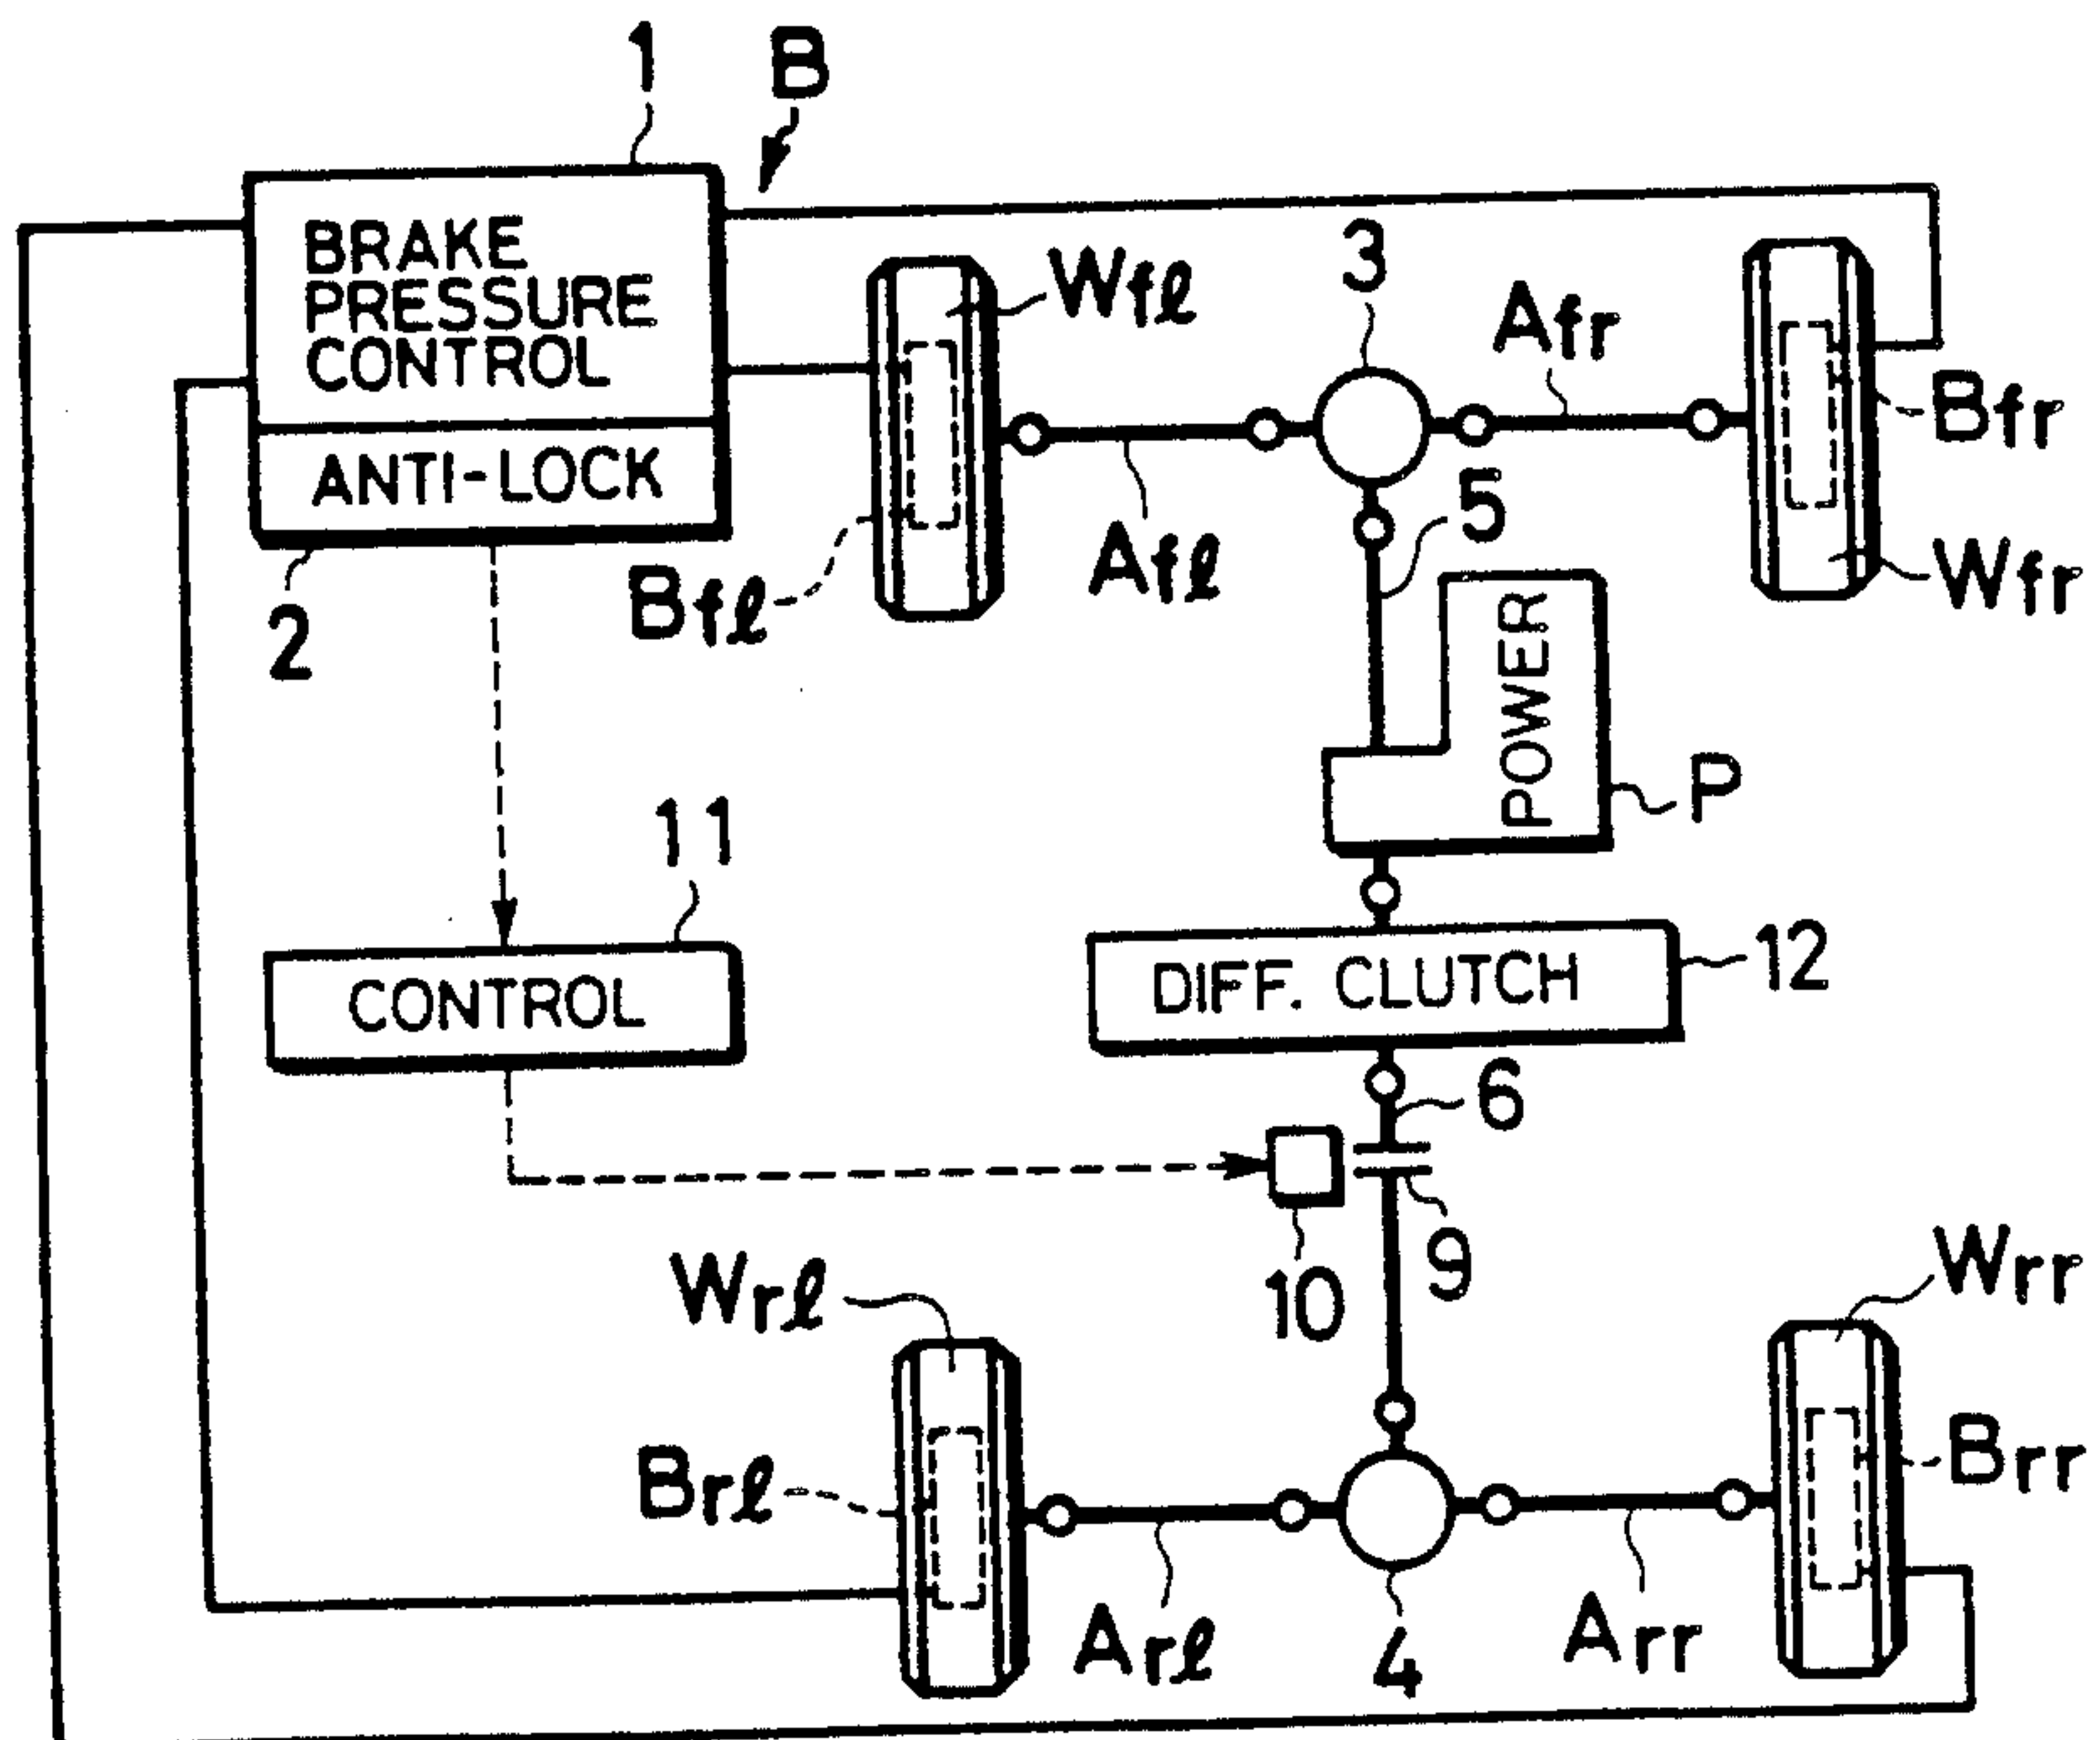 1
B
BRAKE
PRESSURE
CONTROL
ANTI-LOCK
2
Wfl
3
Afr
Bfr
Wfr
Bfl
Afl
5
POWER
P
11
CONTROL
DIFF. CLUTCH
12
6
10
9
Wrl
Wrr
Brl
Brr
Arl
4
Arr